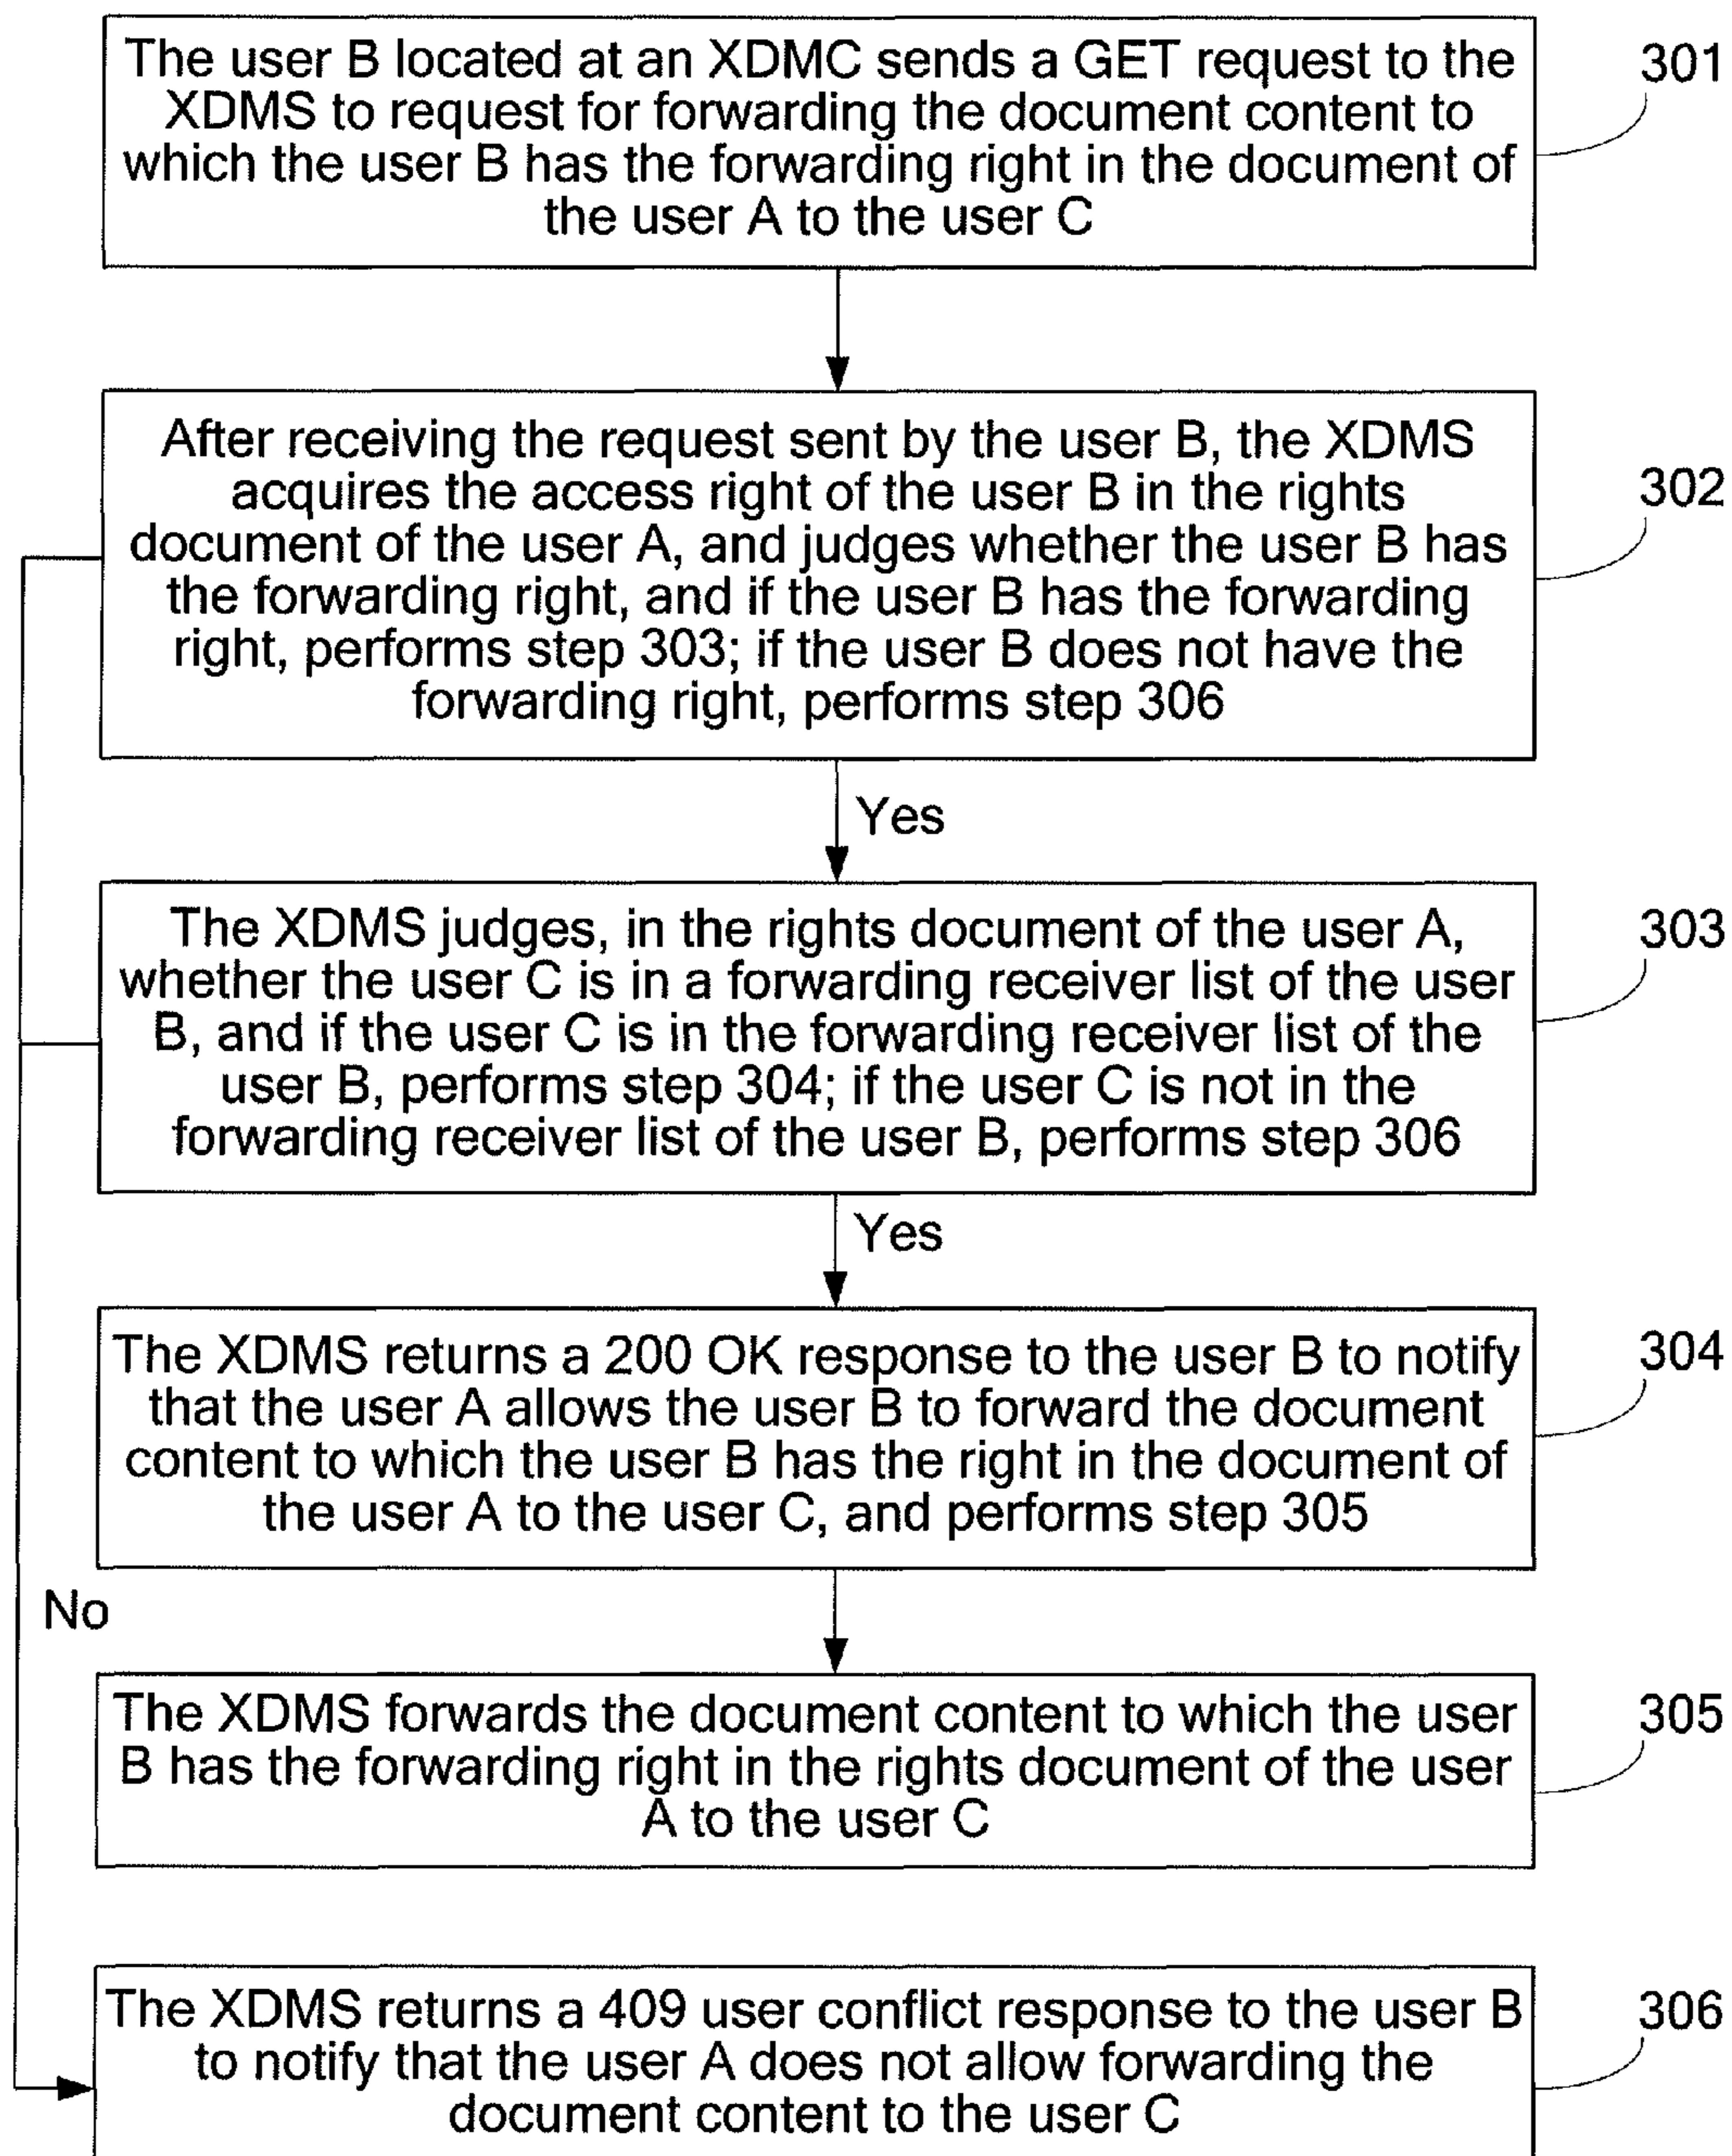 The user B located at an XDMC sends a GET request to the
XDMS to request for forwarding the document content to
which the user B has the forwarding right in the document of
the user A to the user C
301
After receiving the request sent by the user B, the XDMS
acquires the access right of the user B in the rights
document of the user A, and judges whether the user B has
the forwarding right, and if the user B has the forwarding
right, performs step 303; if the user B does not have the
forwarding right, performs step 306
302
Yes
The XDMS judges, in the rights document of the user A,
whether the user C is in a forwarding receiver list of the user
B, and if the user C is in the forwarding receiver list of the
user B, performs step 304; if the user C is not in the
forwarding receiver list of the user B, performs step 306
303
Yes
The XDMS returns a 200 OK response to the user B to notify
that the user A allows the user B to forward the document
content to which the user B has the right in the document of
the user A to the user C, and performs step 305
304
No
The XDMS forwards the document content to which the user
B has the forwarding right in the rights document of the user
A to the user C
305
The XDMS returns a 409 user conflict response to the user B
to notify that the user A does not allow forwarding the
document content to the user C
306